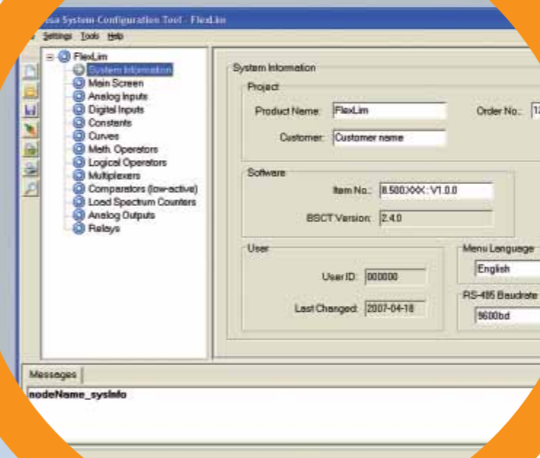 System Configuration Tool - FlexLim
Settings Tools Help
FlexLim
System Information
Main Screen
Analog Inputs
Digital Inputs
Constants
Curves
Math. Operators
Logical Operators
Multiplexers
Comparators (low-active)
Load Spectrum Counters
Analog Outputs
Relays
System Information
Project
Product Name: FlexLim
Order No.:
Customer: Customer name
Software
Item No.: 8.500.XXX.: V1.0.0
BSCT Version: 2.4.0
User
User ID: 000000
Last Changed: 2007-04-18
Menu Language
English
RS-485 Baudrate
9600bd
Messages
nodeName_sysInfo